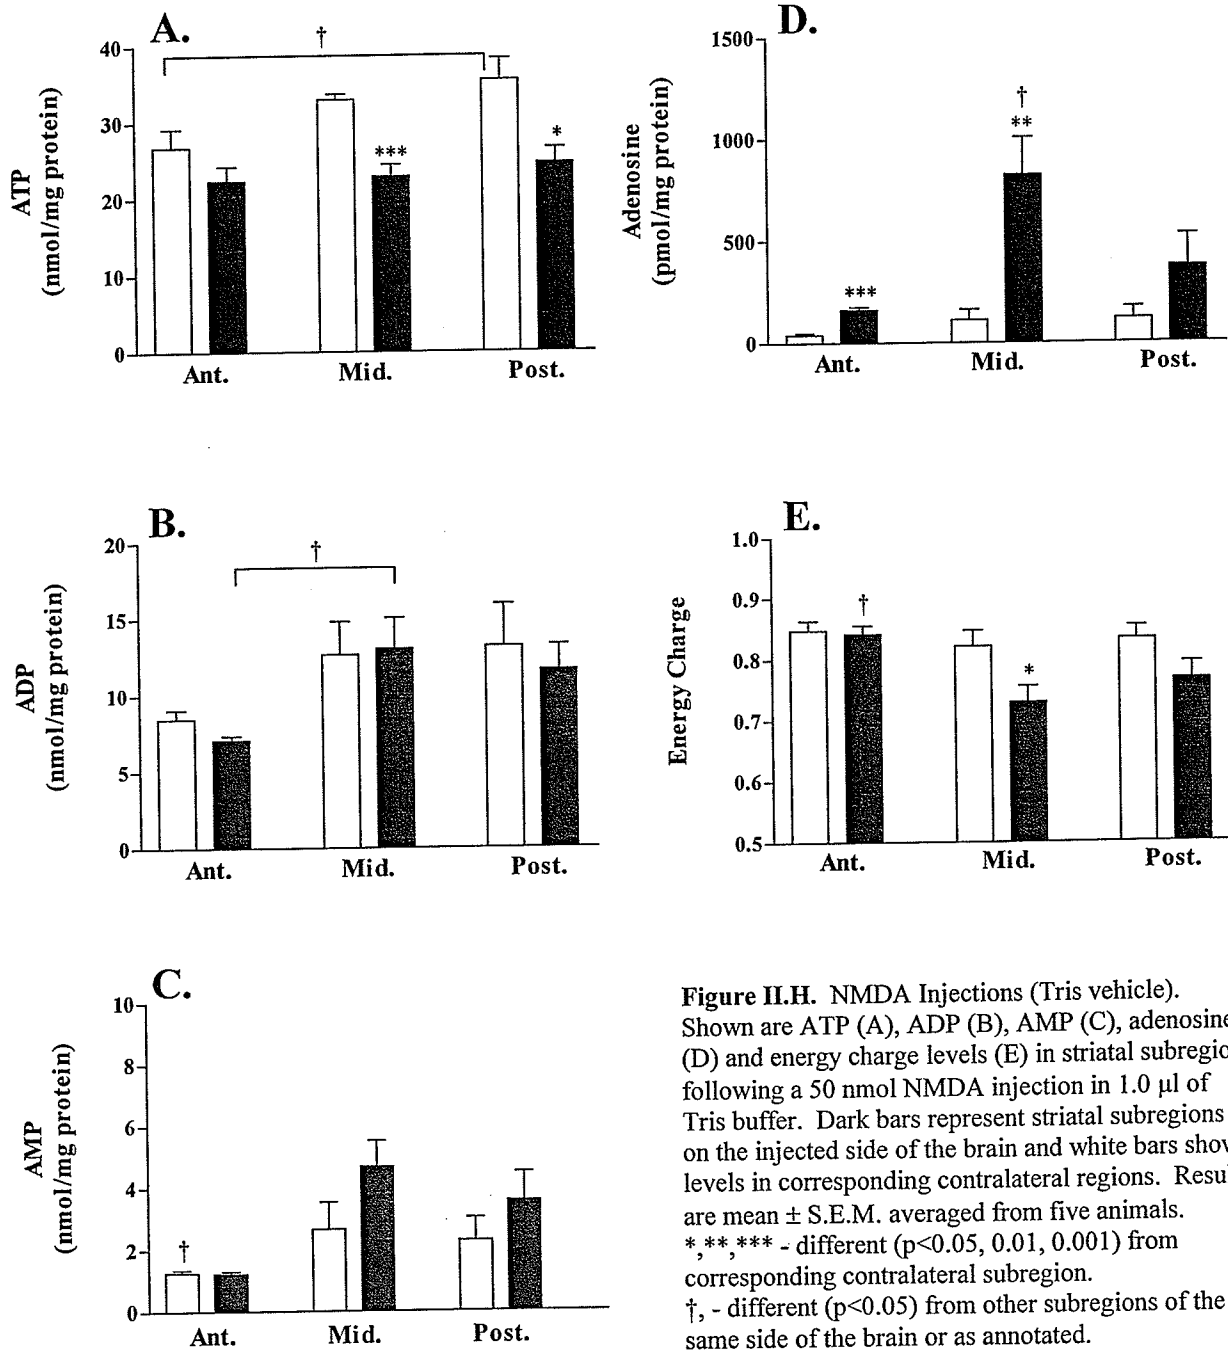 A.
†
40
30
20
10
0
ATP
(nmol/mg protein)
***
*
Ant.
Mid.
Post.
D.
1500
1000
500
0
Adenosine
(pmol/mg protein)
***
†
**
Ant.
Mid.
Post.
B.
†
20
15
10
5
0
ADP
(nmol/mg protein)
Ant.
Mid.
Post.
E.
1.0
0.9
0.8
0.7
0.6
0.5
Energy Charge
†
*
Ant.
Mid.
Post.
C.
10
8
6
4
2
0
AMP
(nmol/mg protein)
†
Ant.
Mid.
Post.
Figure II.H. NMDA Injections (Tris vehicle).
Shown are ATP (A), ADP (B), AMP (C), adenosine
(D) and energy charge levels (E) in striatal
following a 50 nmol NMDA injection in 1.0 µl of
Tris buffer. Dark bars represent striatal subregions
on the injected side of the brain and white bars
levels in corresponding contralateral regions.
are mean ± S.E.M. averaged from five animals.
*,**,*** - different (p<0.05, 0.01, 0.001) from
corresponding contralateral subregion.
†, - different (p<0.05) from other subregions of the
same side of the brain or as annotated.